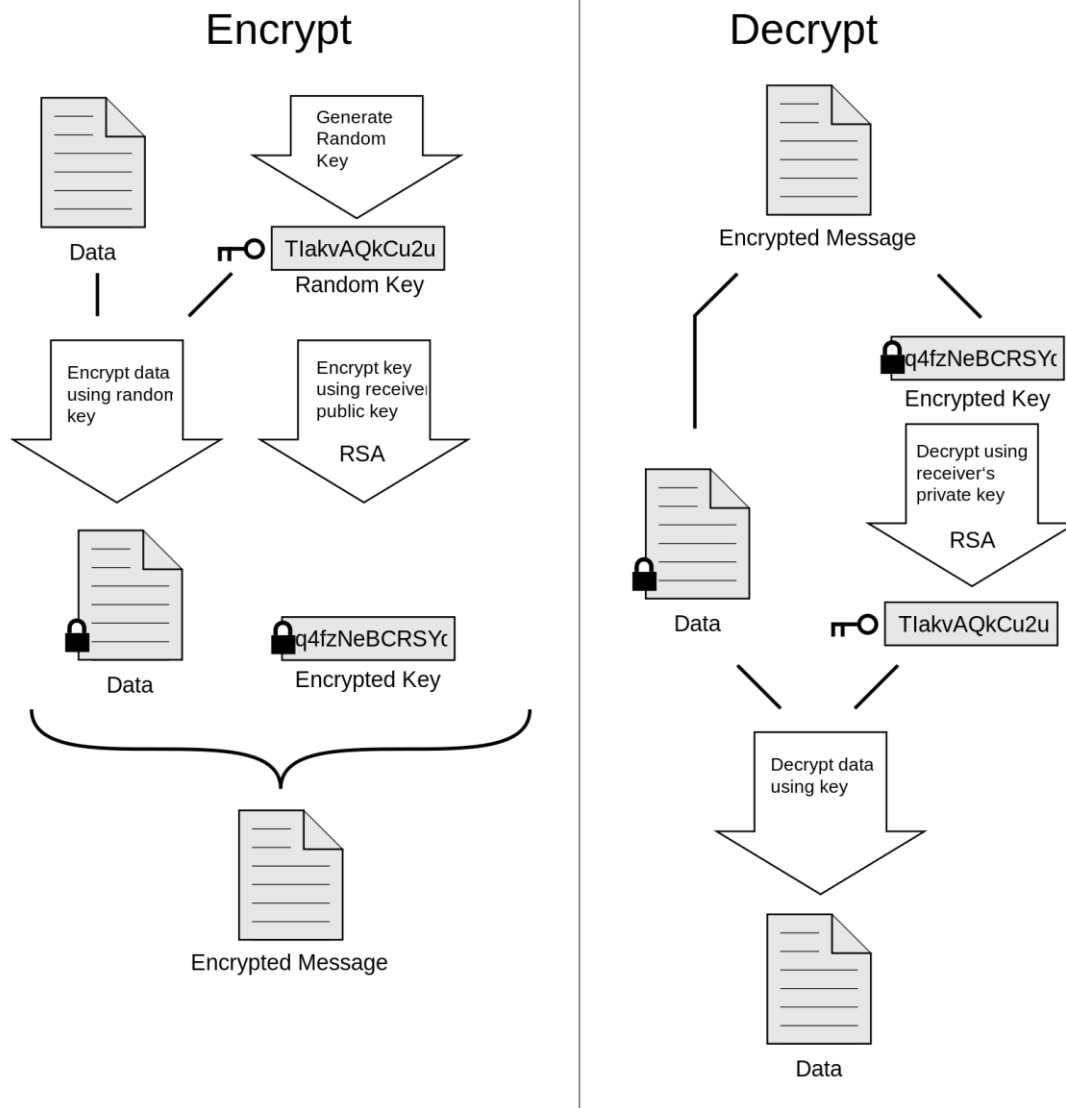 Encrypt
Generate
Random
Key
Data
TIakvAQkCu2u
Random Key
Encrypt data
using random
key
Encrypt key
using receiver
public key
RSA
Data
q4fzNeBCRSYc
Encrypted Key
Encrypted Message
Decrypt
Encrypted Message
q4fzNeBCRSYc
Encrypted Key
Decrypt using
receiver‘s
private key
RSA
Data
TIakvAQkCu2u
Decrypt data
using key
Data